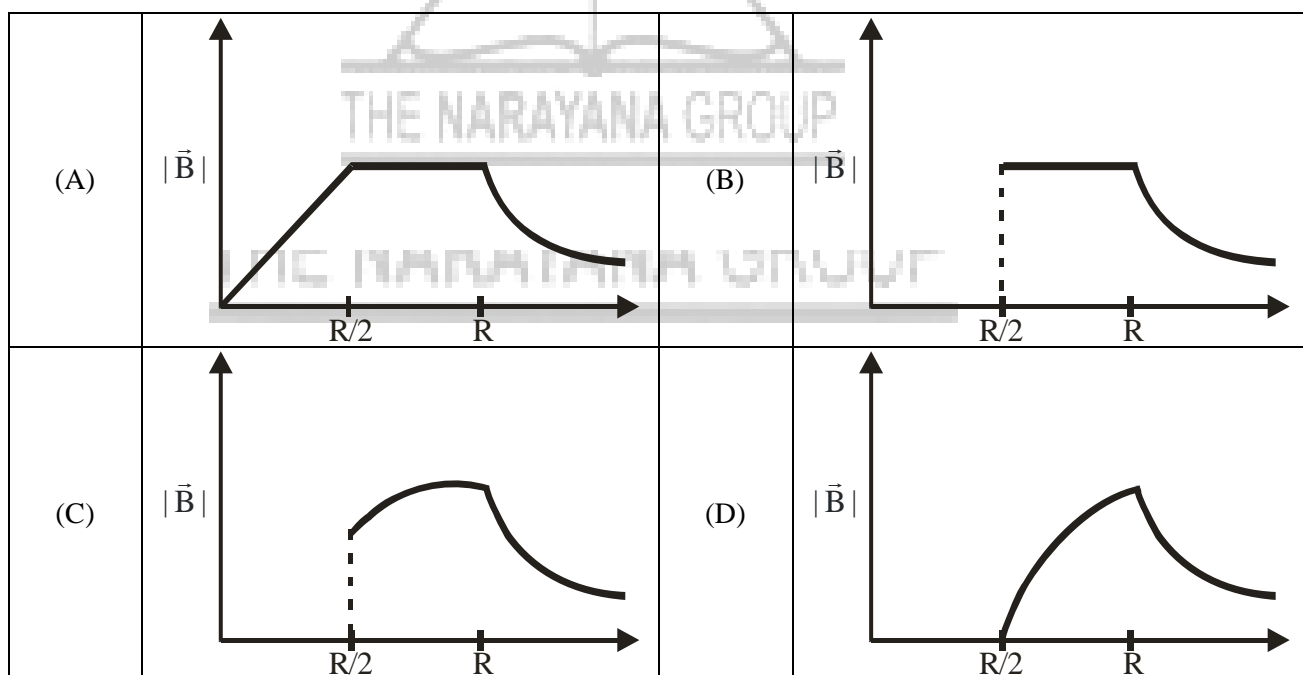 THE NARAYANA GROUP
(A)
|B⃗|
R/2
R
(B)
|B⃗|
R/2
R
THE NARAYANA GROUP
(C)
|B⃗|
R/2
R
(D)
|B⃗|
R/2
R